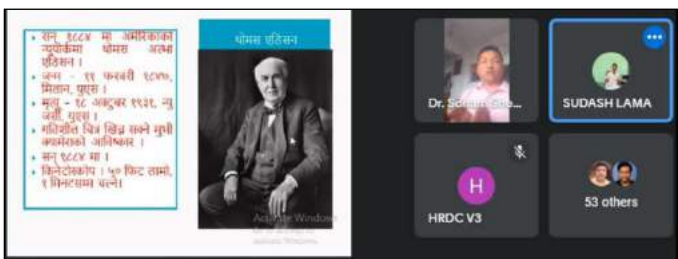 सन् १८८४ मा अमेरिकाको
न्युयोर्कमा थोमस अल्भा
एडिसन ।
जन्म - ११ फरवरी १८४७,
मितान, युएस ।
मृत्यु - १८ अक्टुबर १९३१, न्यु
जर्सी, युएस ।
गतिशील चित्र खिच्न सक्ने मुभी
क्यामेराको आविष्कार ।
सन् १८८४ मा ।
किनेटोस्कोप । ५० फिट लामो,
१ मिनटसम्म चल्ने।
थोमस एडिसन
Activate Windows
Dr.
SUDASH LAMA
H
HRDC V3
53 others